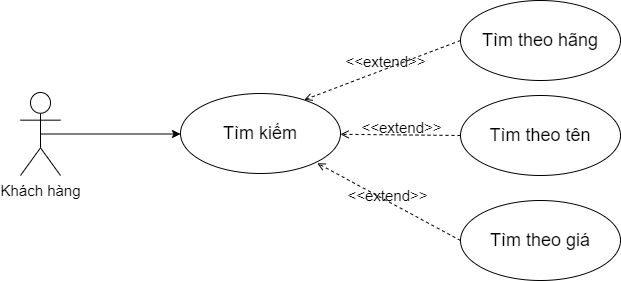 Tìm theo hãng
<<extend>>
Tìm kiếm
<<extend>>
Tìm theo tên
Khách hàng
<<extend>>
Tìm theo giá